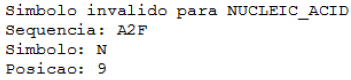 Simbolo invalido para NUCLEIC_ACID
Sequencia: A2F
Simbolo: N
Posicao: 9